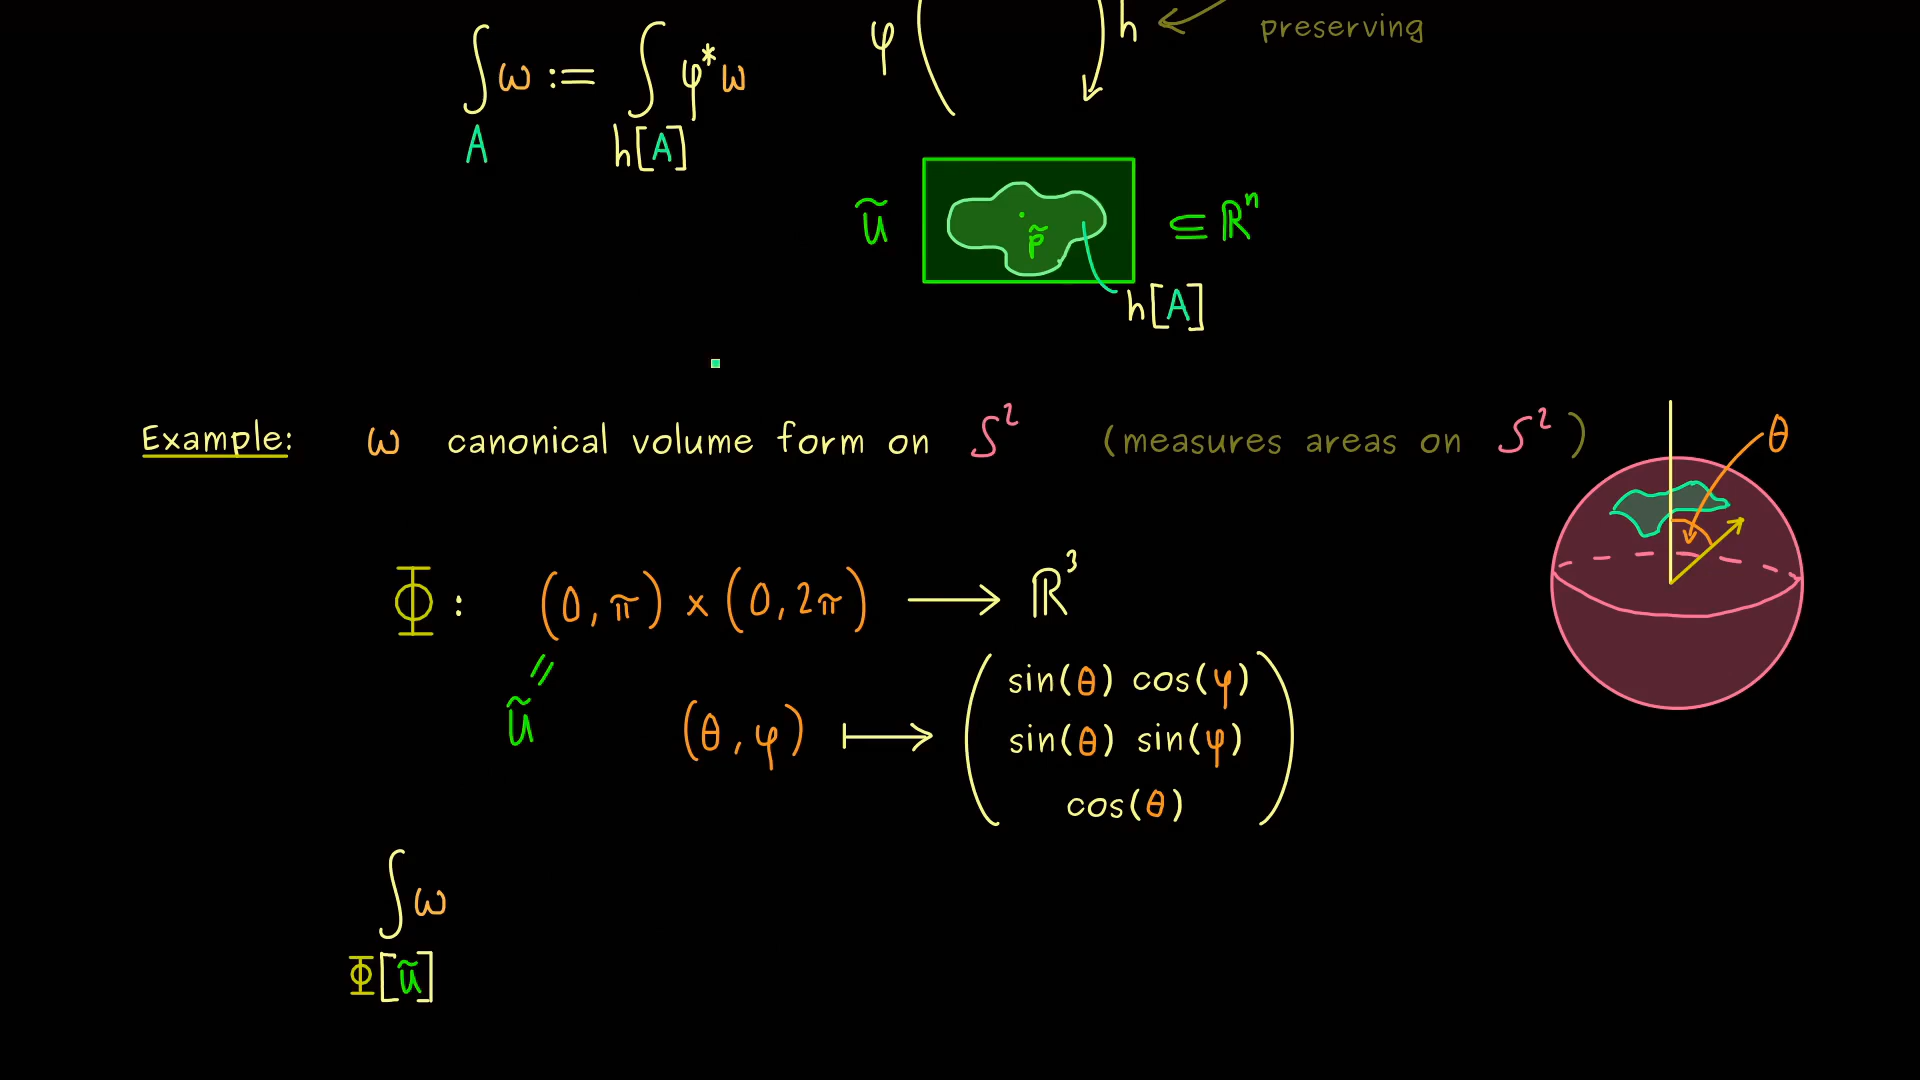 φ h preserving
∫_A ω := ∫_{h[A]} φ*ω
Ũ p̃ ⊆ ℝⁿ
h[A]
Example: ω canonical volume form on S² (measures areas on S²) θ
Φ: (0,π) × (0,2π) ⟶ ℝ³
Ũ =
(θ,φ) ⟼ ( sin(θ) cos(φ)
sin(θ) sin(φ)
cos(θ) )
∫_{Φ[Ũ]} ω